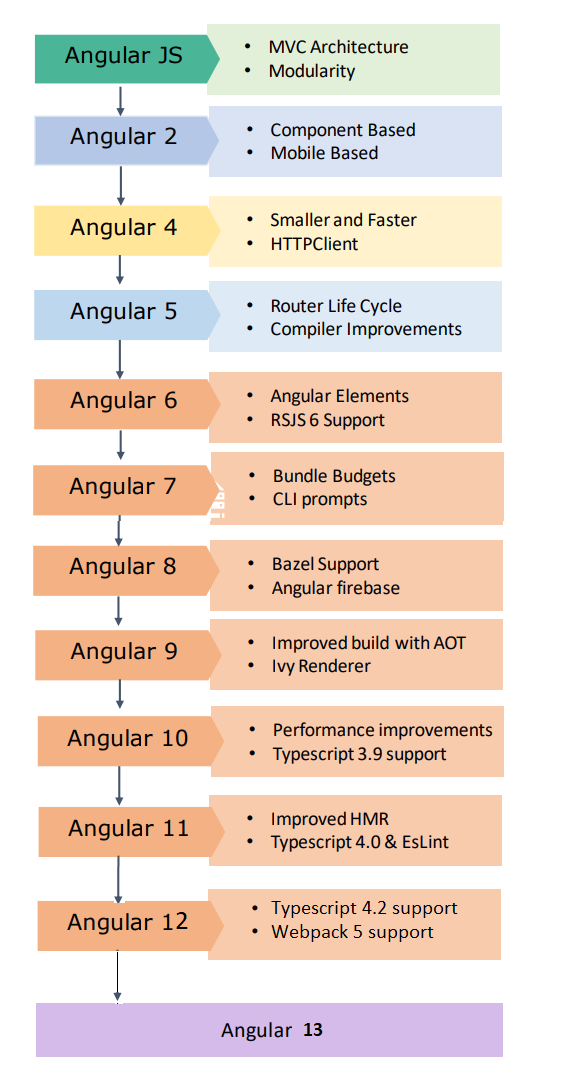 Angular JS
• MVC Architecture
• Modularity
Angular 2
• Component Based
• Mobile Based
Angular 4
• Smaller and Faster
• HTTPClient
Angular 5
• Router Life Cycle
• Compiler Improvements
Angular 6
• Angular Elements
• RSJS 6 Support
Angular 7
• Bundle Budgets
• CLI prompts
Angular 8
• Bazel Support
• Angular firebase
Angular 9
• Improved build with AOT
• Ivy Renderer
Angular 10
• Performance improvements
• Typescript 3.9 support
Angular 11
• Improved HMR
• Typescript 4.0 & EsLint
Angular 12
• Typescript 4.2 support
• Webpack 5 support
Angular 13